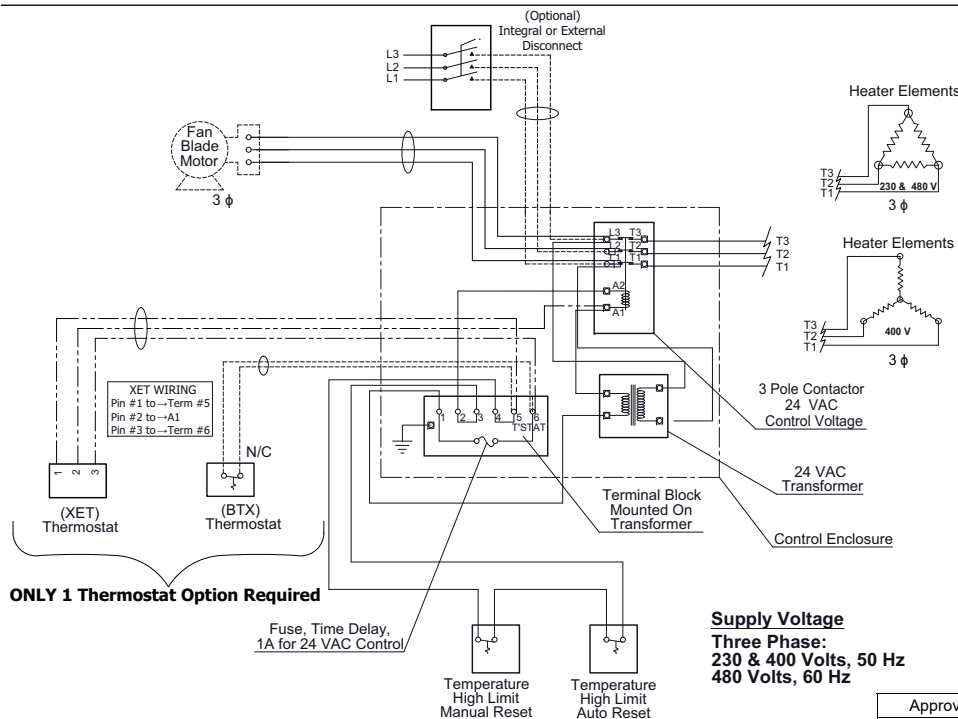 (Optional)
Integral or External
Disconnect
L3
L2
L1
Fan
Blade
Motor
3 ϕ
Heater Elements
T3
T2
T1
230 & 480 V
3 ϕ
L3 T3
L2 T2
T1
A2
A1
T3
T2
T1
Heater Elements
T3
T2
T1
400 V
3 ϕ
XET WIRING
Pin #1 to→Term #5
Pin #2 to→A1
Pin #3 to→Term #6
1 2 3 4 5 6
T'STAT
3 Pole Contactor
24 VAC
Control Voltage
N/C
1 2 3
(XET)
Thermostat
(BTX)
Thermostat
24 VAC
Transformer
Terminal Block
Mounted On
Transformer
Control Enclosure
ONLY 1 Thermostat Option Required
Fuse, Time Delay,
1A for 24 VAC Control
Supply Voltage
Three Phase:
230 & 400 Volts, 50 Hz
480 Volts, 60 Hz
Temperature
High Limit
Manual Reset
Temperature
High Limit
Auto Reset
Approv